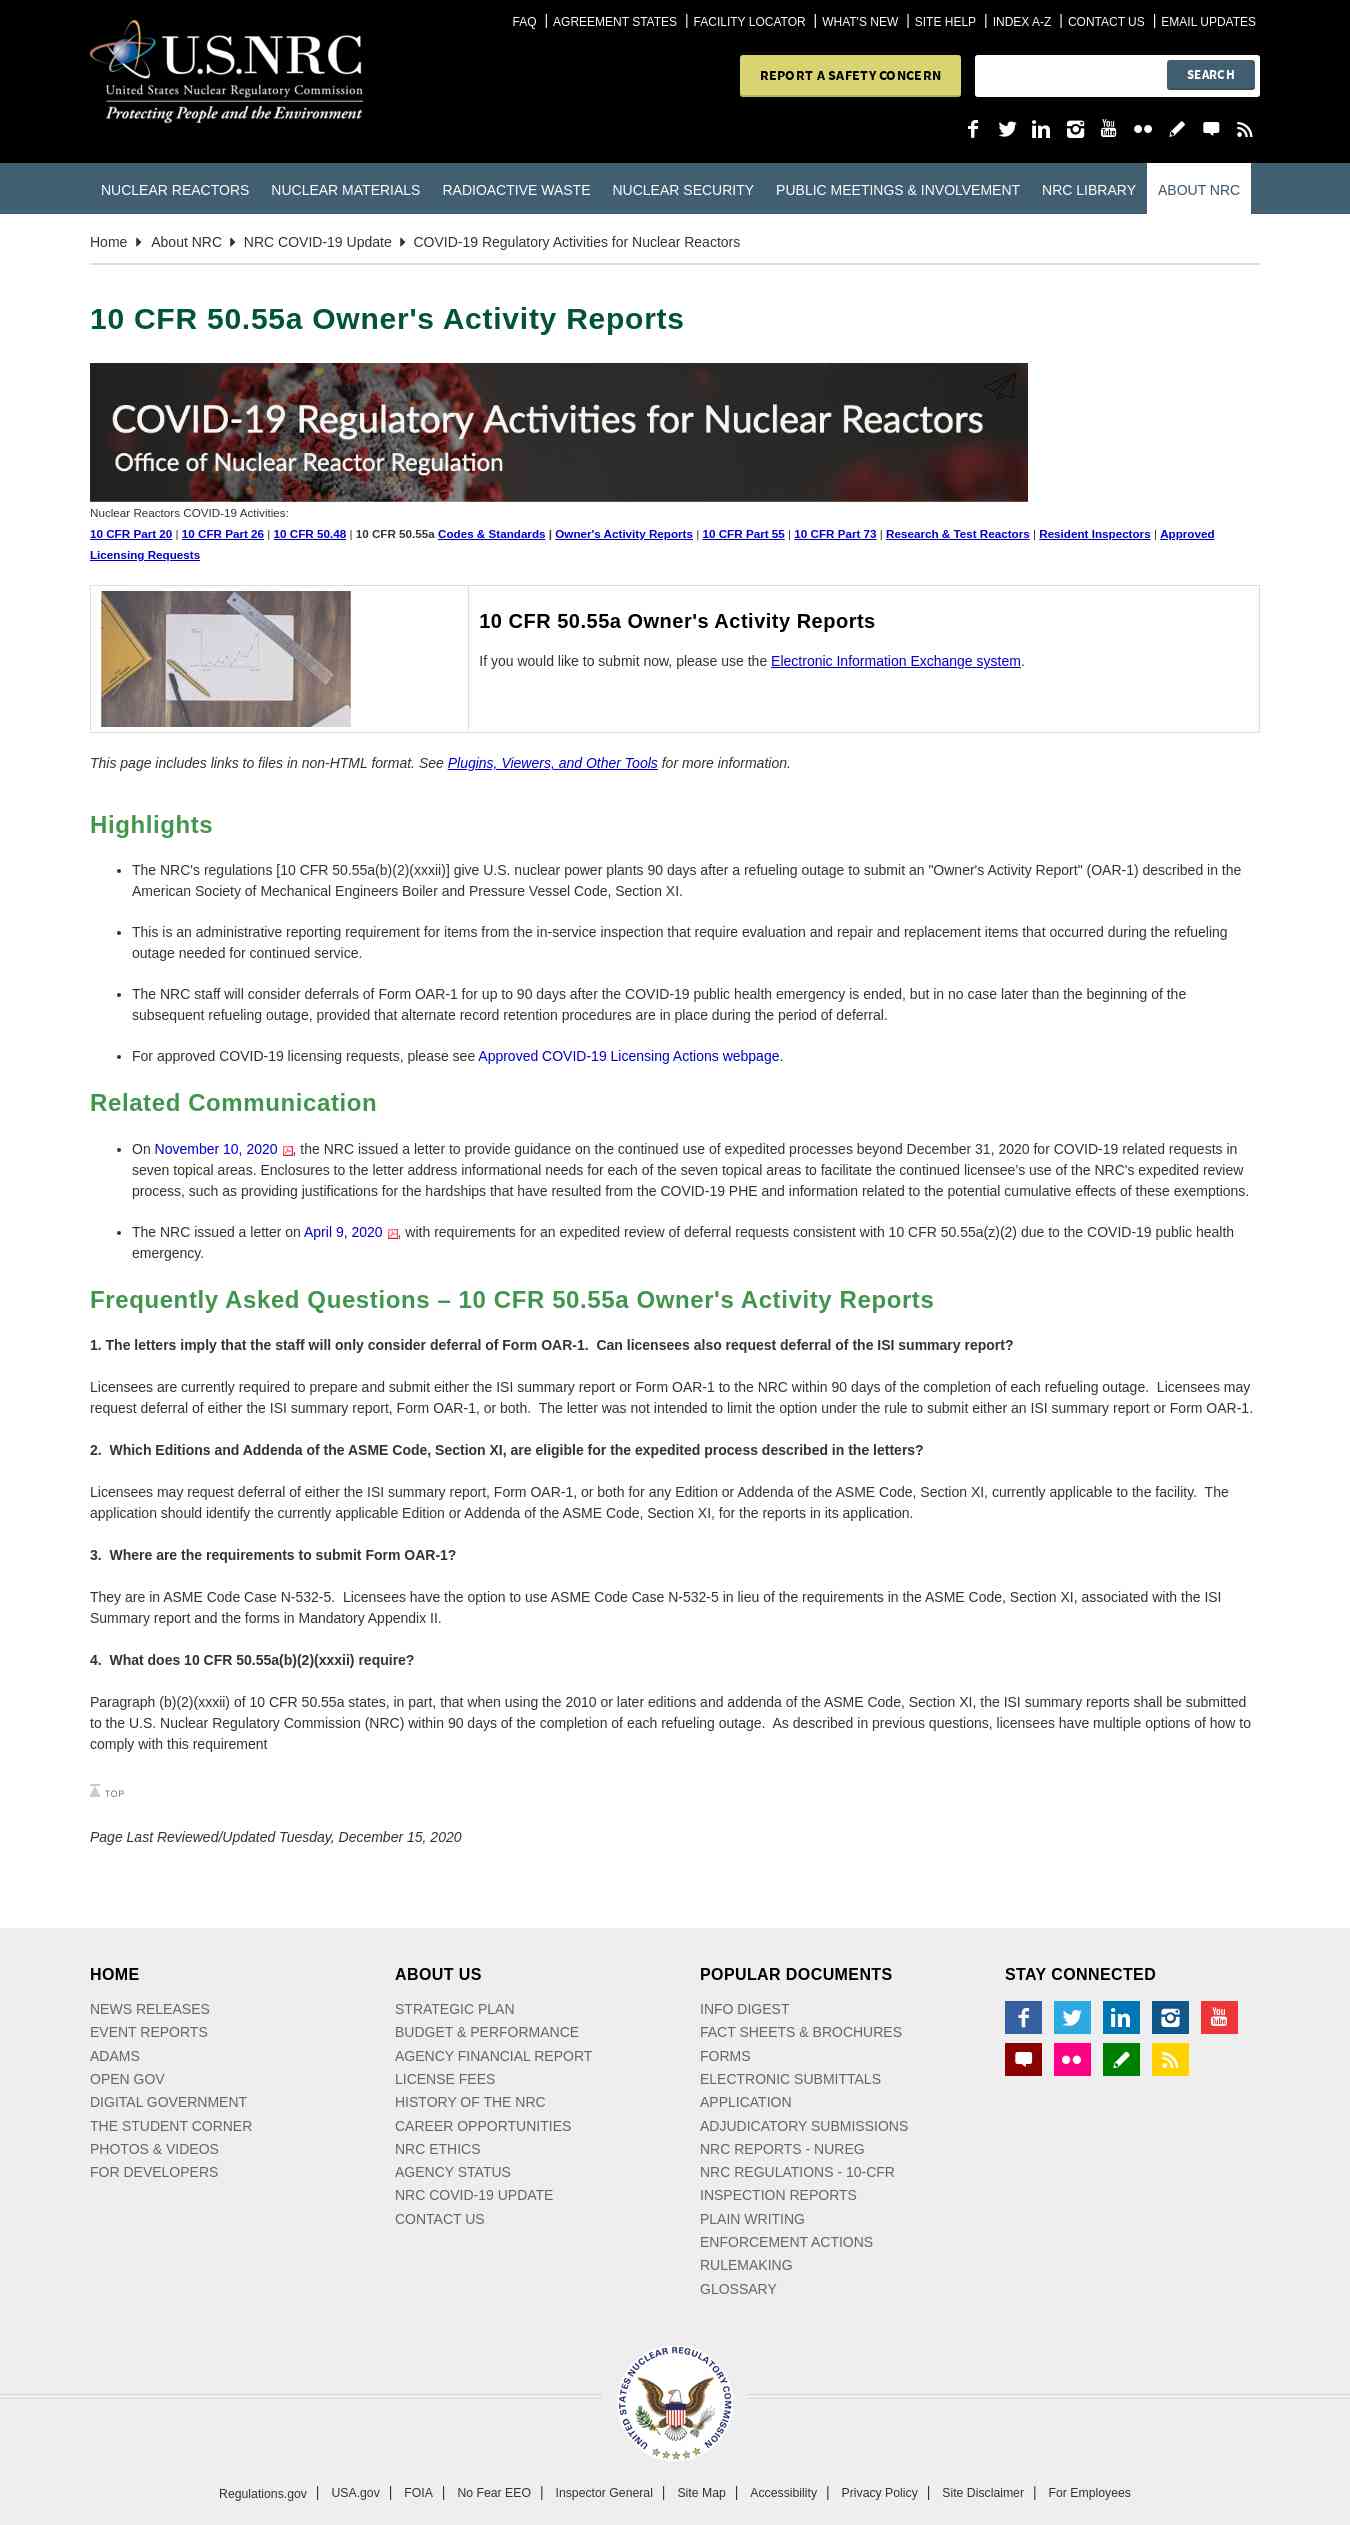 FAQ | AGREEMENT STATES | FACILITY LOCATOR | WHAT'S NEW | SITE HELP | INDEX A-Z | CONTACT US | EMAIL UPDATES
U.S.NRC
United States Nuclear Regulatory Commission
Protecting People and the Environment
REPORT A SAFETY CONCERN
SEARCH
NUCLEAR REACTORS NUCLEAR MATERIALS RADIOACTIVE WASTE NUCLEAR SECURITY PUBLIC MEETINGS & INVOLVEMENT NRC LIBRARY ABOUT NRC
Home About NRC NRC COVID-19 Update COVID-19 Regulatory Activities for Nuclear Reactors
10 CFR 50.55a Owner's Activity Reports
COVID-19 Regulatory Activities for Nuclear Reactors
Office of Nuclear Reactor Regulation
Nuclear Reactors COVID-19 Activities:
10 CFR Part 20 | 10 CFR Part 26 | 10 CFR 50.48 | 10 CFR 50.55a Codes & Standards | Owner's Activity Reports | 10 CFR Part 55 | 10 CFR Part 73 | Research & Test Reactors | Resident Inspectors | Approved
Licensing Requests
10 CFR 50.55a Owner's Activity Reports
If you would like to submit now, please use the Electronic Information Exchange system.
This page includes links to files in non-HTML format. See Plugins, Viewers, and Other Tools for more information.
Highlights
• The NRC's regulations [10 CFR 50.55a(b)(2)(xxxii)] give U.S. nuclear power plants 90 days after a refueling outage to submit an "Owner's Activity Report" (OAR-1) described in the
American Society of Mechanical Engineers Boiler and Pressure Vessel Code, Section XI.
• This is an administrative reporting requirement for items from the in-service inspection that require evaluation and repair and replacement items that occurred during the refueling
outage needed for continued service.
• The NRC staff will consider deferrals of Form OAR-1 for up to 90 days after the COVID-19 public health emergency is ended, but in no case later than the beginning of the
subsequent refueling outage, provided that alternate record retention procedures are in place during the period of deferral.
• For approved COVID-19 licensing requests, please see Approved COVID-19 Licensing Actions webpage.
Related Communication
• On November 10, 2020 , the NRC issued a letter to provide guidance on the continued use of expedited processes beyond December 31, 2020 for COVID-19 related requests in
seven topical areas. Enclosures to the letter address informational needs for each of the seven topical areas to facilitate the continued licensee's use of the NRC's expedited review
process, such as providing justifications for the hardships that have resulted from the COVID-19 PHE and information related to the potential cumulative effects of these exemptions.
• The NRC issued a letter on April 9, 2020 , with requirements for an expedited review of deferral requests consistent with 10 CFR 50.55a(z)(2) due to the COVID-19 public health
emergency.
Frequently Asked Questions – 10 CFR 50.55a Owner's Activity Reports
1. The letters imply that the staff will only consider deferral of Form OAR-1. Can licensees also request deferral of the ISI summary report?
Licensees are currently required to prepare and submit either the ISI summary report or Form OAR-1 to the NRC within 90 days of the completion of each refueling outage. Licensees may
request deferral of either the ISI summary report, Form OAR-1, or both. The letter was not intended to limit the option under the rule to submit either an ISI summary report or Form OAR-1.
2. Which Editions and Addenda of the ASME Code, Section XI, are eligible for the expedited process described in the letters?
Licensees may request deferral of either the ISI summary report, Form OAR-1, or both for any Edition or Addenda of the ASME Code, Section XI, currently applicable to the facility. The
application should identify the currently applicable Edition or Addenda of the ASME Code, Section XI, for the reports in its application.
3. Where are the requirements to submit Form OAR-1?
They are in ASME Code Case N-532-5. Licensees have the option to use ASME Code Case N-532-5 in lieu of the requirements in the ASME Code, Section XI, associated with the ISI
Summary report and the forms in Mandatory Appendix II.
4. What does 10 CFR 50.55a(b)(2)(xxxii) require?
Paragraph (b)(2)(xxxii) of 10 CFR 50.55a states, in part, that when using the 2010 or later editions and addenda of the ASME Code, Section XI, the ISI summary reports shall be submitted
to the U.S. Nuclear Regulatory Commission (NRC) within 90 days of the completion of each refueling outage. As described in previous questions, licensees have multiple options of how to
comply with this requirement
TOP
Page Last Reviewed/Updated Tuesday, December 15, 2020
HOME
NEWS RELEASES
EVENT REPORTS
ADAMS
OPEN GOV
DIGITAL GOVERNMENT
THE STUDENT CORNER
PHOTOS & VIDEOS
FOR DEVELOPERS
ABOUT US
STRATEGIC PLAN
BUDGET & PERFORMANCE
AGENCY FINANCIAL REPORT
LICENSE FEES
HISTORY OF THE NRC
CAREER OPPORTUNITIES
NRC ETHICS
AGENCY STATUS
NRC COVID-19 UPDATE
CONTACT US
POPULAR DOCUMENTS
INFO DIGEST
FACT SHEETS & BROCHURES
FORMS
ELECTRONIC SUBMITTALS
APPLICATION
ADJUDICATORY SUBMISSIONS
NRC REPORTS - NUREG
NRC REGULATIONS - 10-CFR
INSPECTION REPORTS
PLAIN WRITING
ENFORCEMENT ACTIONS
RULEMAKING
GLOSSARY
STAY CONNECTED
UNITED STATES NUCLEAR REGULATORY COMMISSION
Regulations.gov | USA.gov | FOIA | No Fear EEO | Inspector General | Site Map | Accessibility | Privacy Policy | Site Disclaimer | For Employees